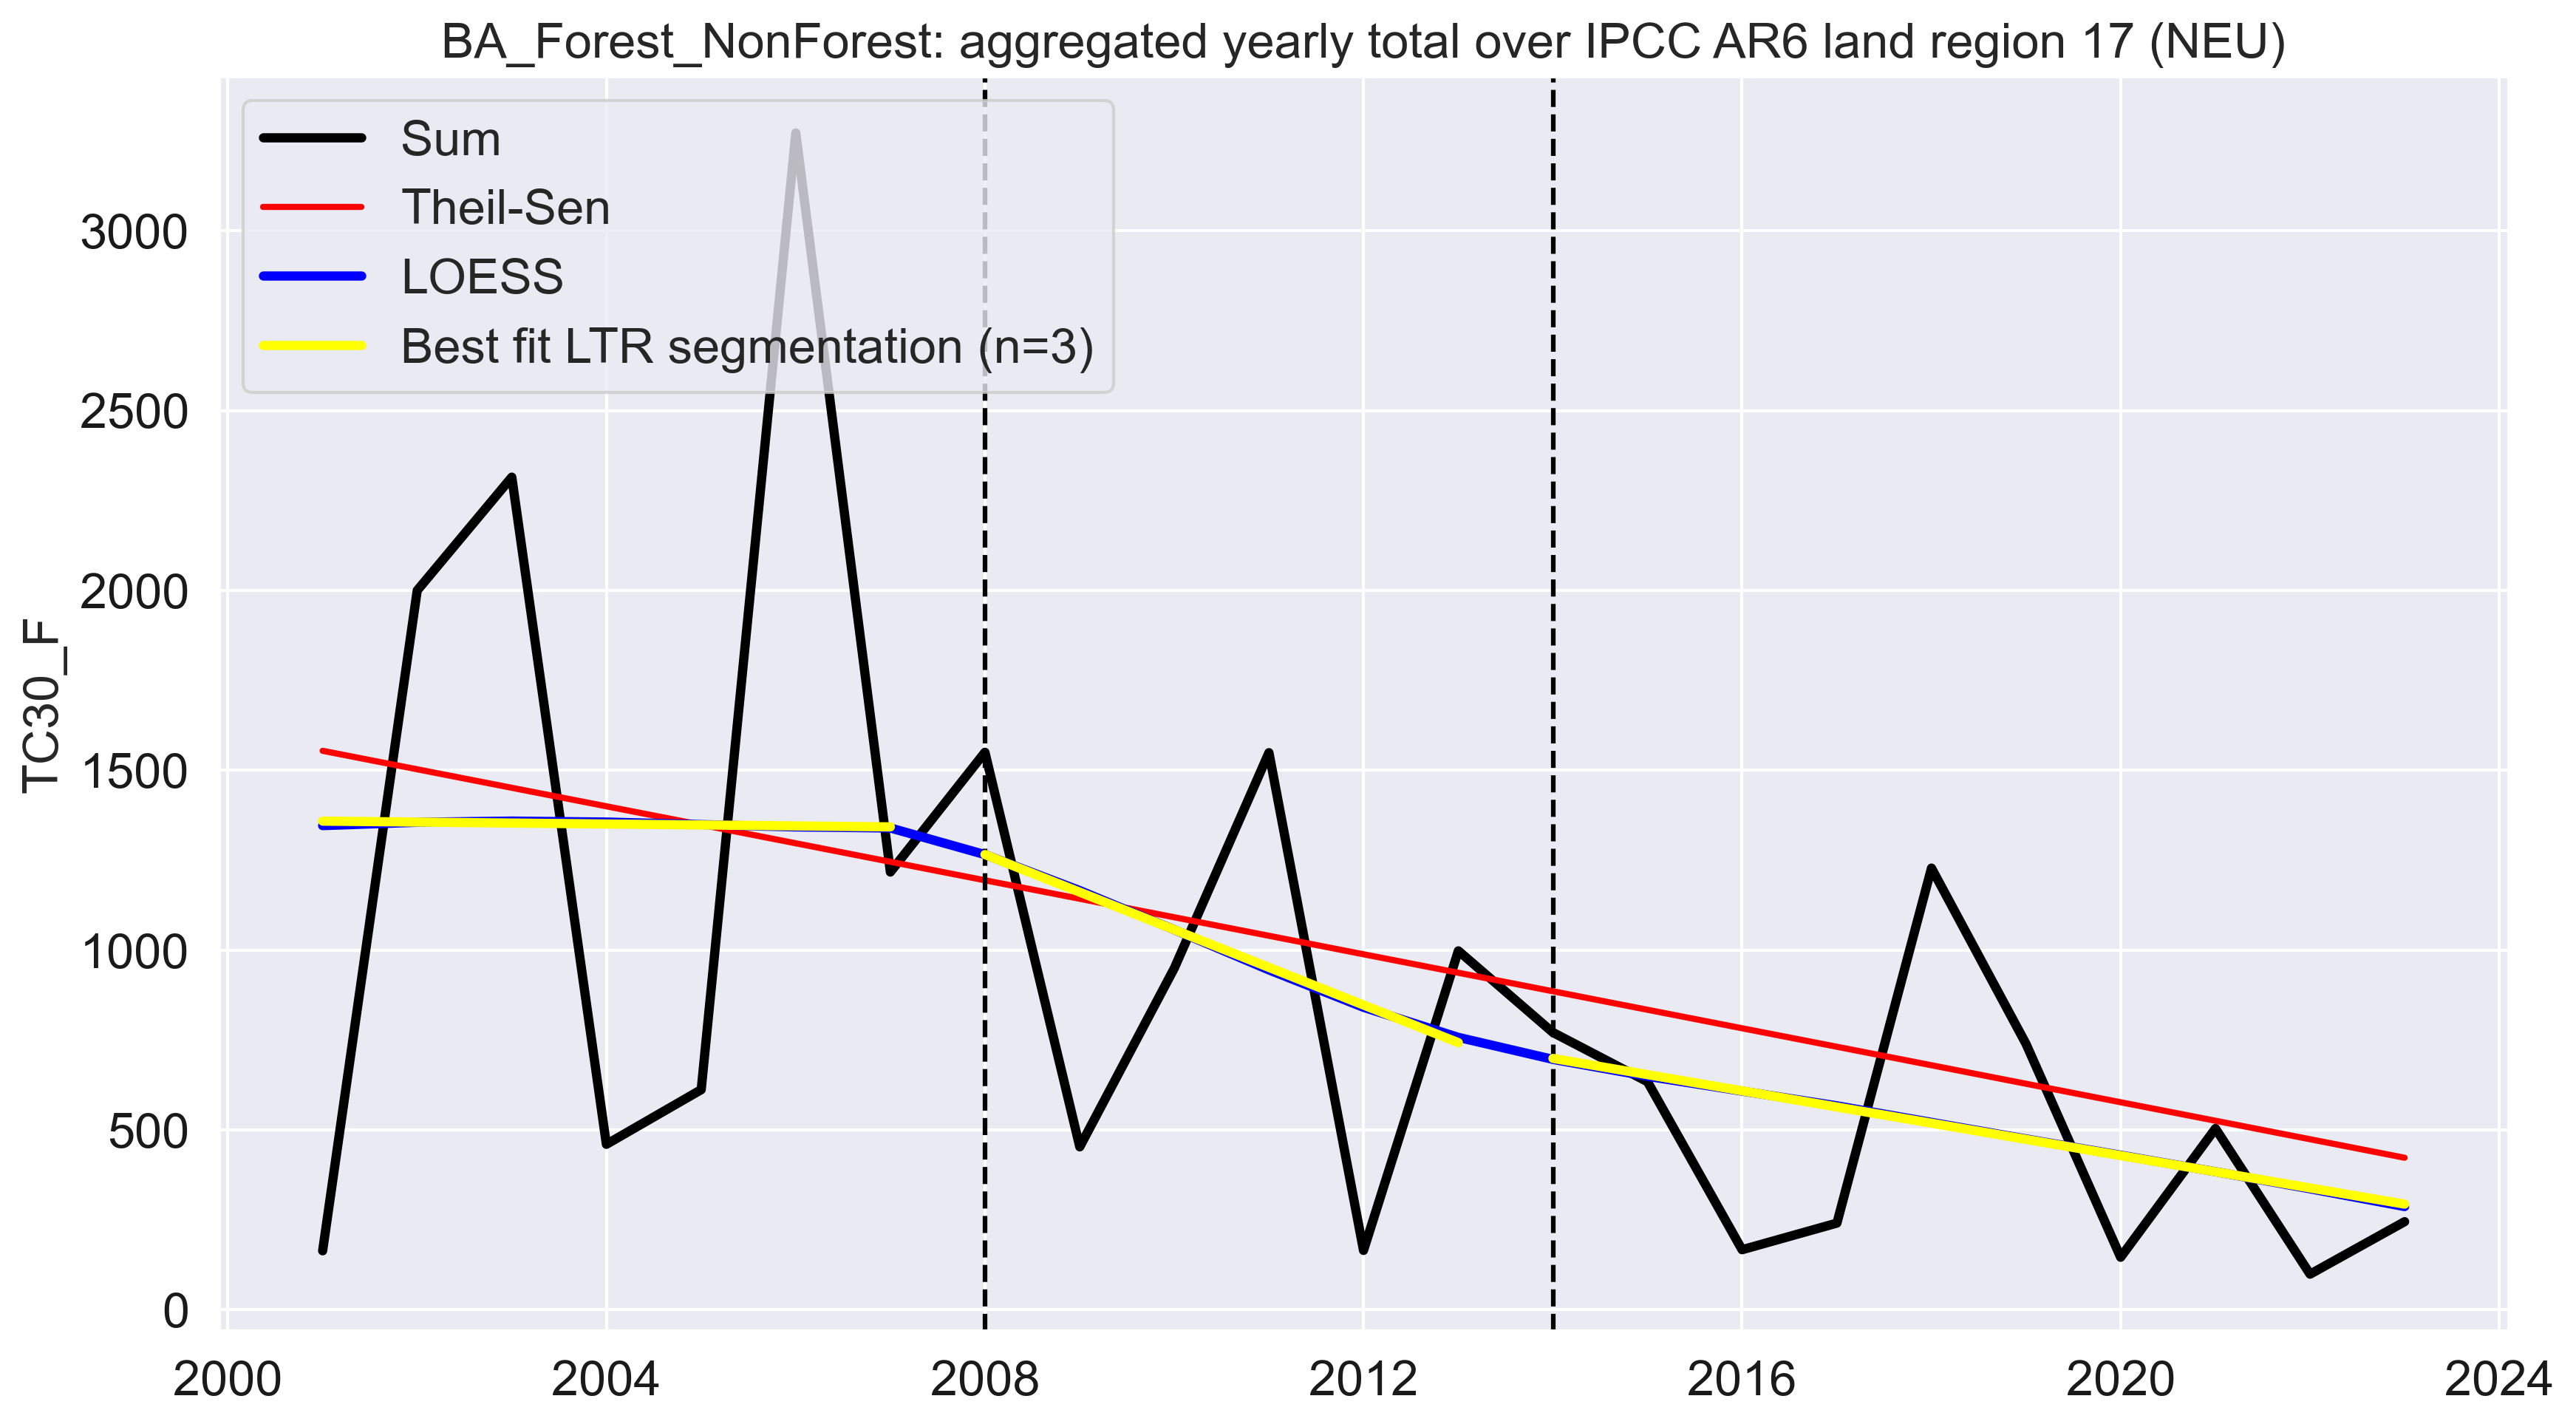 BA_Forest_NonForest: aggregated yearly total over IPCC AR6 land region 17 (NEU)
Sum
Theil-Sen
LOESS
Best fit LTR segmentation (n=3)
TC30_F
3000
2500
2000
1500
1000
500
0
2000 2004 2008 2012 2016 2020 2024